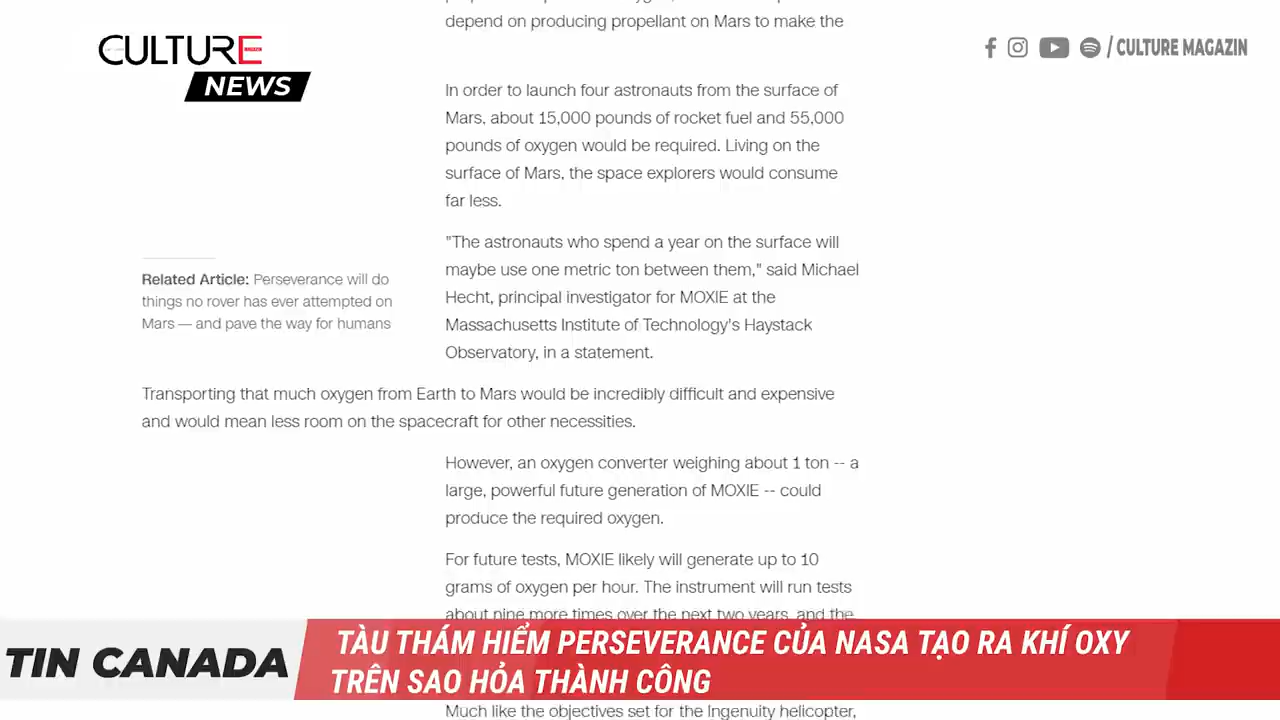 depend on producing propellant on Mars to make the
CULTURE
NEWS
/ CULTURE MAGAZIN
In order to launch four astronauts from the surface of
Mars, about 15,000 pounds of rocket fuel and 55,000
pounds of oxygen would be required. Living on the
surface of Mars, the space explorers would consume
far less.
"The astronauts who spend a year on the surface will
maybe use one metric ton between them," said Michael
Hecht, principal investigator for MOXIE at the
Massachusetts Institute of Technology's Haystack
Observatory, in a statement.
Related Article: Perseverance will do
things no rover has ever attempted on
Mars — and pave the way for humans
Transporting that much oxygen from Earth to Mars would be incredibly difficult and expensive
and would mean less room on the spacecraft for other necessities.
However, an oxygen converter weighing about 1 ton -- a
large, powerful future generation of MOXIE -- could
produce the required oxygen.
For future tests, MOXIE likely will generate up to 10
grams of oxygen per hour. The instrument will run tests
about nine more times over the next two years, and the
TIN CANADA
TÀU THÁM HIỂM PERSEVERANCE CỦA NASA TẠO RA KHÍ OXY
TRÊN SAO HỎA THÀNH CÔNG
Much like the objectives set for the Ingenuity helicopter,